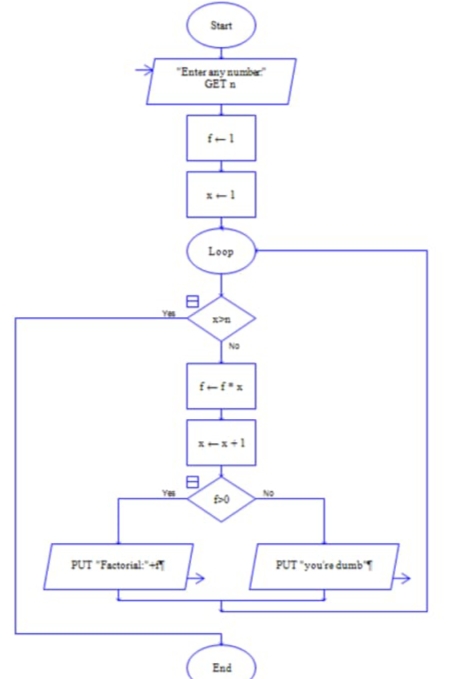 Start
"Enter any number:"
GET n
f ← 1
x ← 1
Loop
x>n
Yes
No
f ← f * x
x ← x + 1
f>0
Yes
No
PUT "Factorial:"+f¶
PUT "you're dumb"¶
End